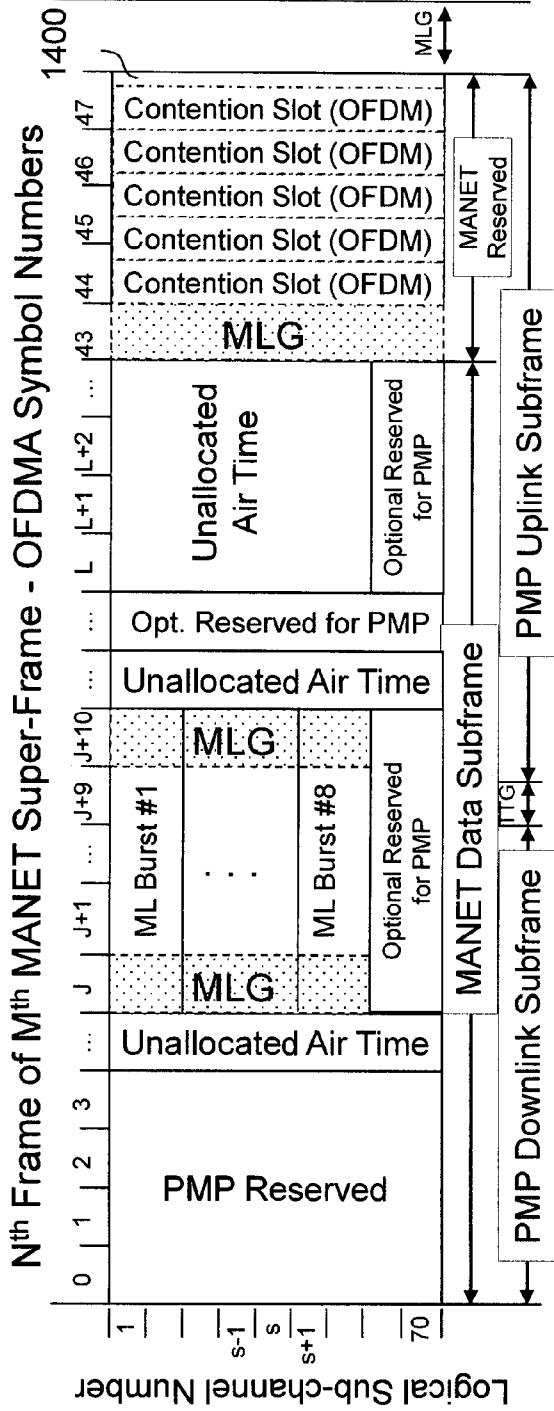 Nth Frame of Mth MANET Super-Frame - OFDMA Symbol Numbers
1400
0 1 2 3 ... J J+1 ... J+9 J+10 ... ... L L+1 L+2 ... 43 44 45 46 47
Logical Sub-channel Number
1
s-1
s
s+1
70
PMP Reserved
Unallocated Air Time
MLG
ML Burst #1
. . .
ML Burst #8
MLG
Optional Reserved
for PMP
Unallocated Air Time
Opt. Reserved for PMP
Unallocated
Air Time
Optional Reserved
for PMP
MLG
Contention Slot (OFDM)
Contention Slot (OFDM)
Contention Slot (OFDM)
Contention Slot (OFDM)
Contention Slot (OFDM)
MLG
MANET Data Subframe
MANET
Reserved
PMP Downlink Subframe
TTG
PMP Uplink Subframe